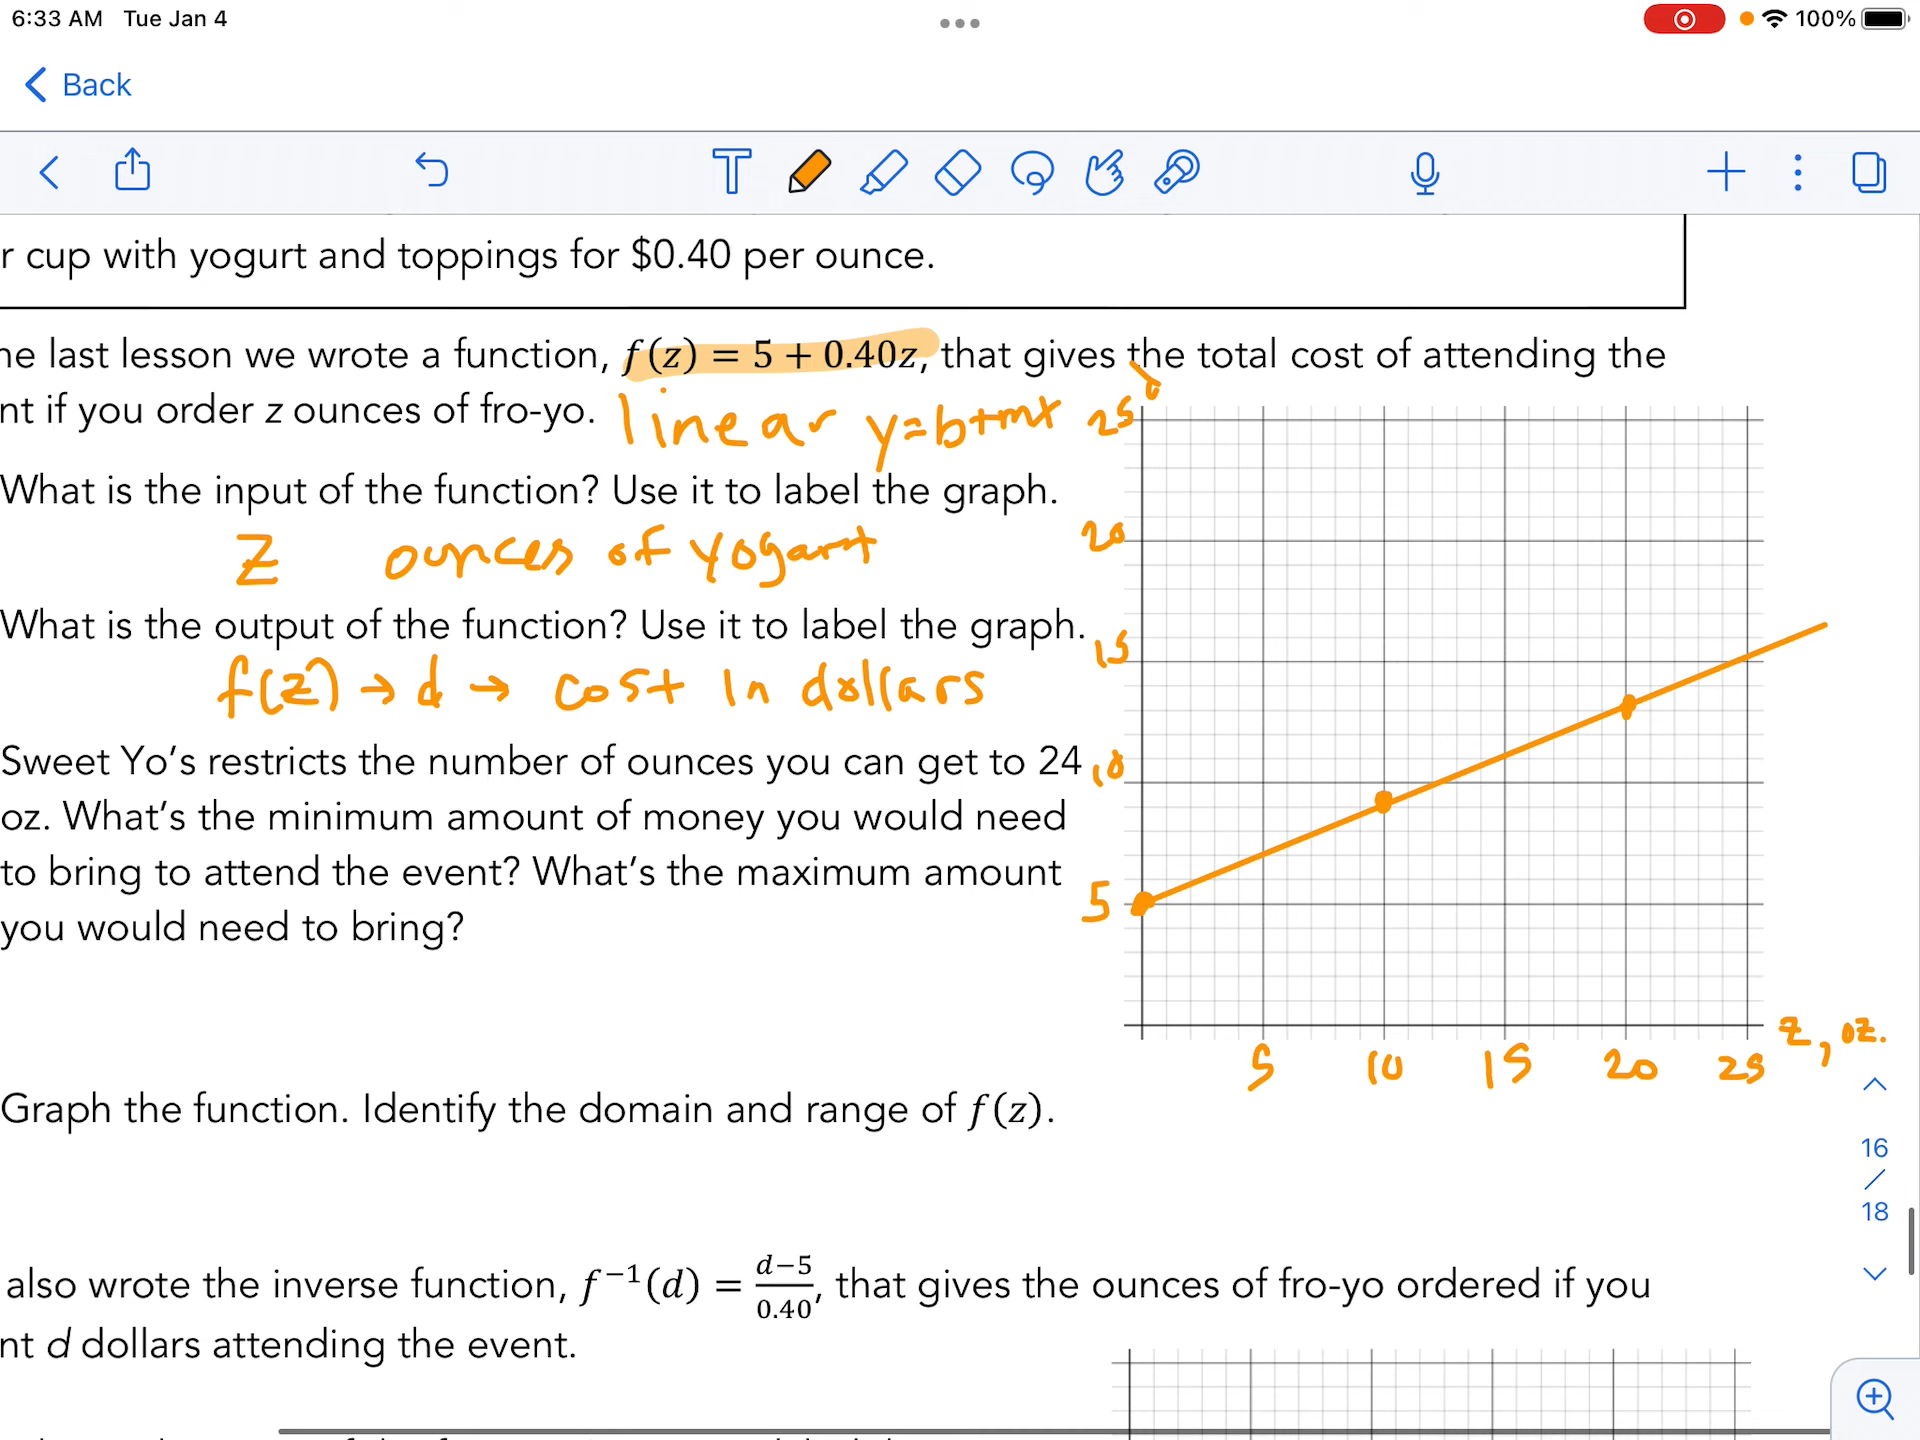 6:33 AM Tue Jan 4
100%
Back
r cup with yogurt and toppings for $0.40 per ounce.
ne last lesson we wrote a function, f(z) = 5 + 0.40z, that gives the total cost of attending the
nt if you order z ounces of fro-yo.
linear y=b+mx
25
What is the input of the function? Use it to label the graph.
z ounces of yogart
20
What is the output of the function? Use it to label the graph.
15
f(z) → d → cost in dollars
Sweet Yo's restricts the number of ounces you can get to 24
10
oz. What's the minimum amount of money you would need
to bring to attend the event? What's the maximum amount
5
you would need to bring?
z, oz.
5 10 15 20 25
Graph the function. Identify the domain and range of f(z).
16
/
18
also wrote the inverse function, f⁻¹(d) = (d−5)/0.40, that gives the ounces of fro-yo ordered if you
nt d dollars attending the event.